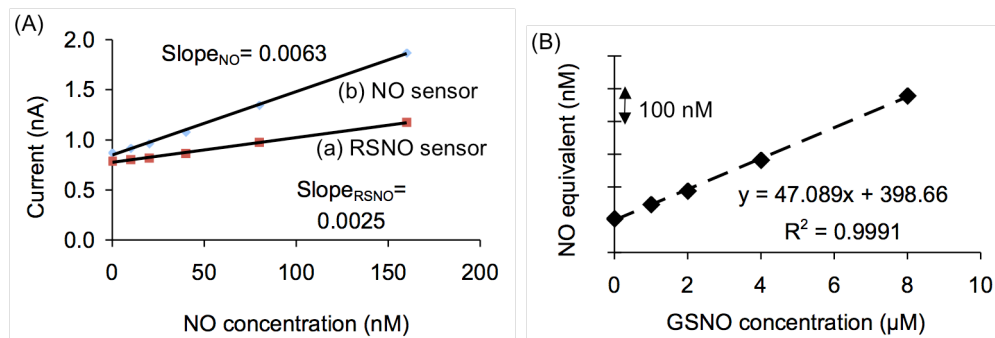 (A)
2.0
1.5
1.0
0.5
0.0
Current (nA)
SlopeNO= 0.0063
(b) NO sensor
(a) RSNO sensor
SlopeRSNO=
0.0025
0 50 100 150 200
NO concentration (nM)
(B)
NO equivalent (nM)
100 nM
y = 47.089x + 398.66
R² = 0.9991
0 2 4 6 8 10
GSNO concentration (µM)